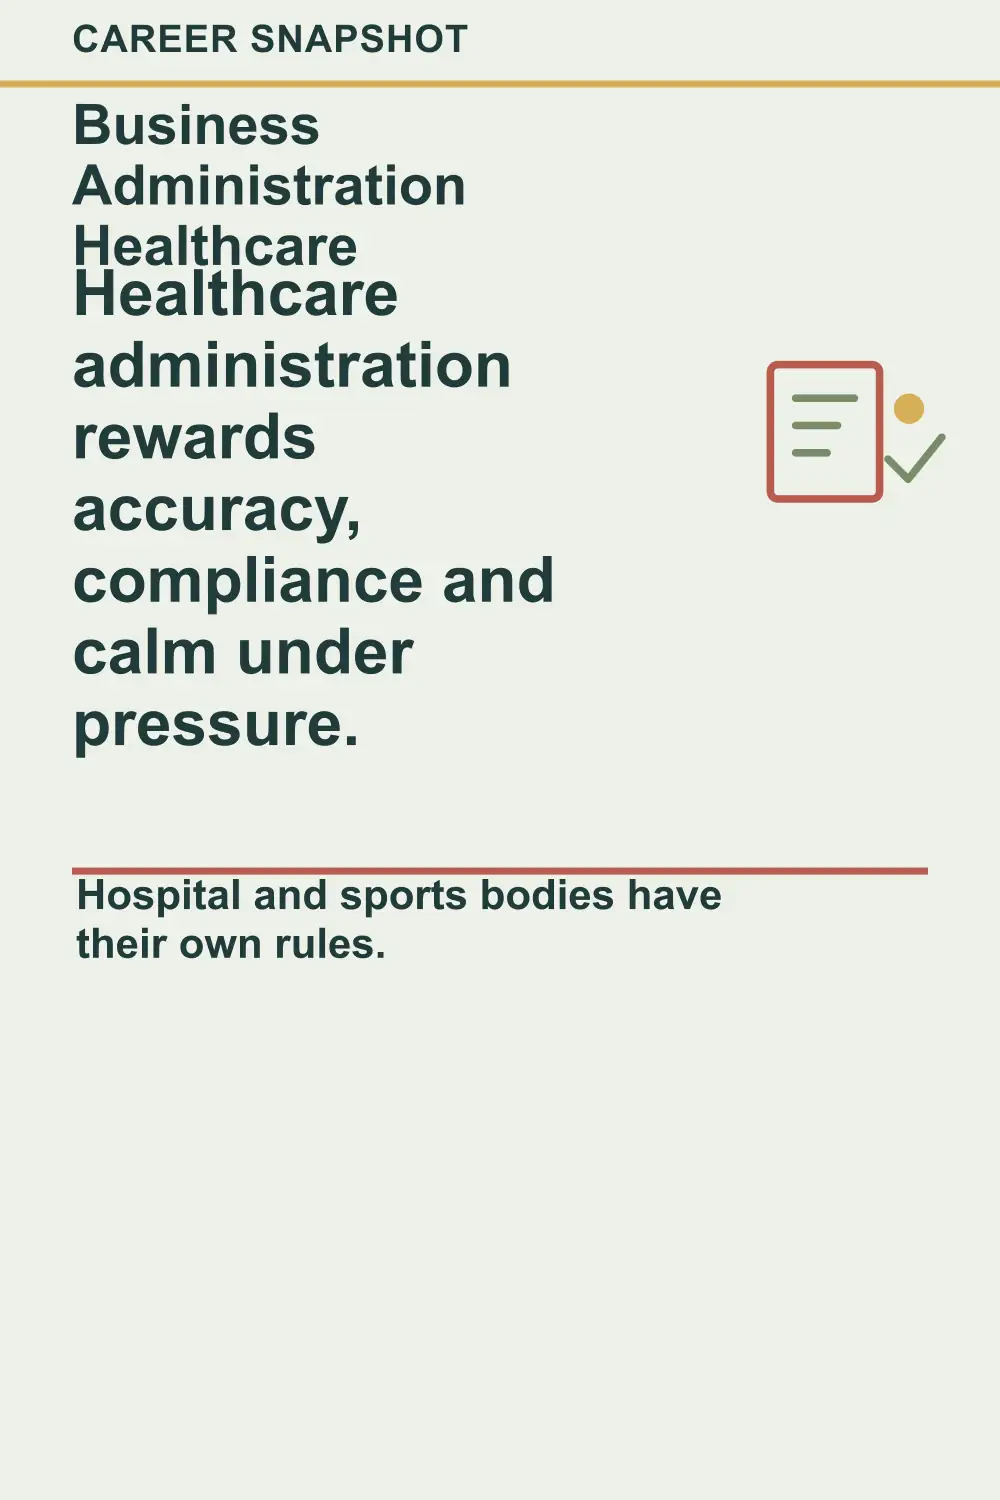 CAREER SNAPSHOT
Business
Administration
Healthcare
Healthcare
administration
rewards
accuracy,
compliance and
calm under
pressure.
Hospital and sports bodies have
their own rules.